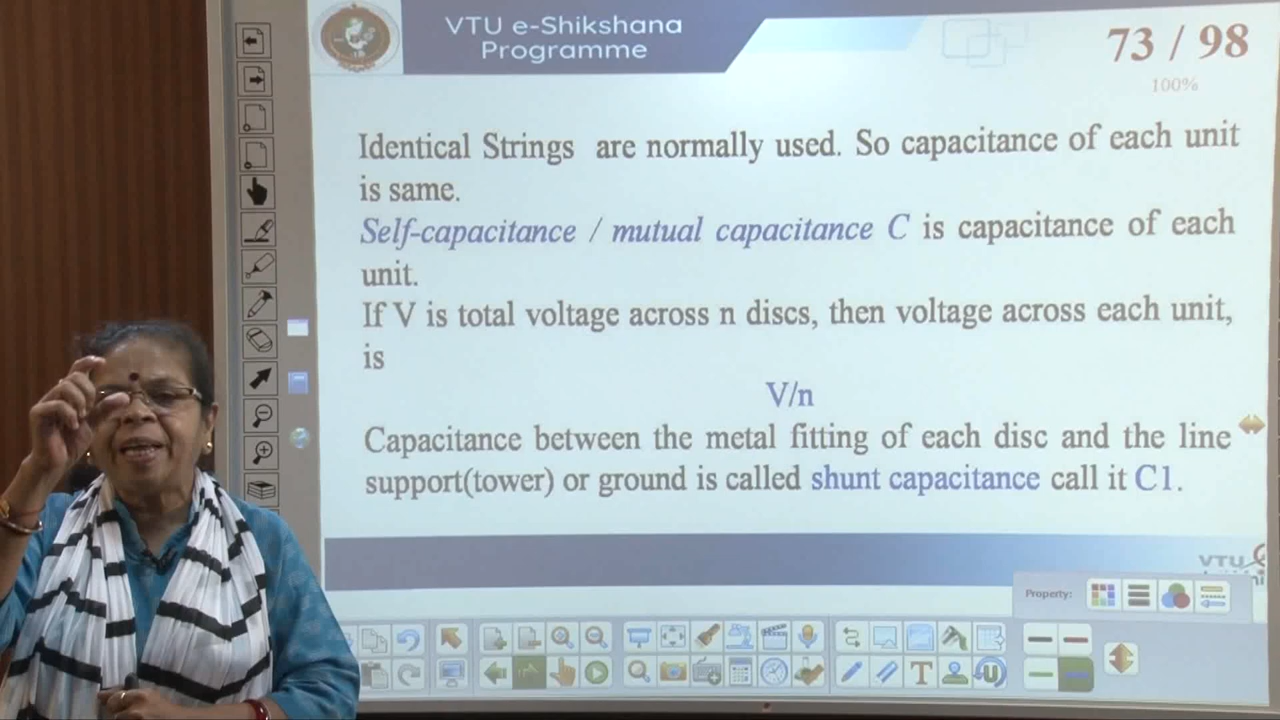 VTU e-Shikshana
Programme
73 / 98
100%
Identical Strings are normally used. So capacitance of each unit
is same.
Self-capacitance / mutual capacitance C is capacitance of each
unit.
If V is total voltage across n discs, then voltage across each unit,
is
V/n
Capacitance between the metal fitting of each disc and the line
support(tower) or ground is called shunt capacitance call it C1.
VTU
Property: